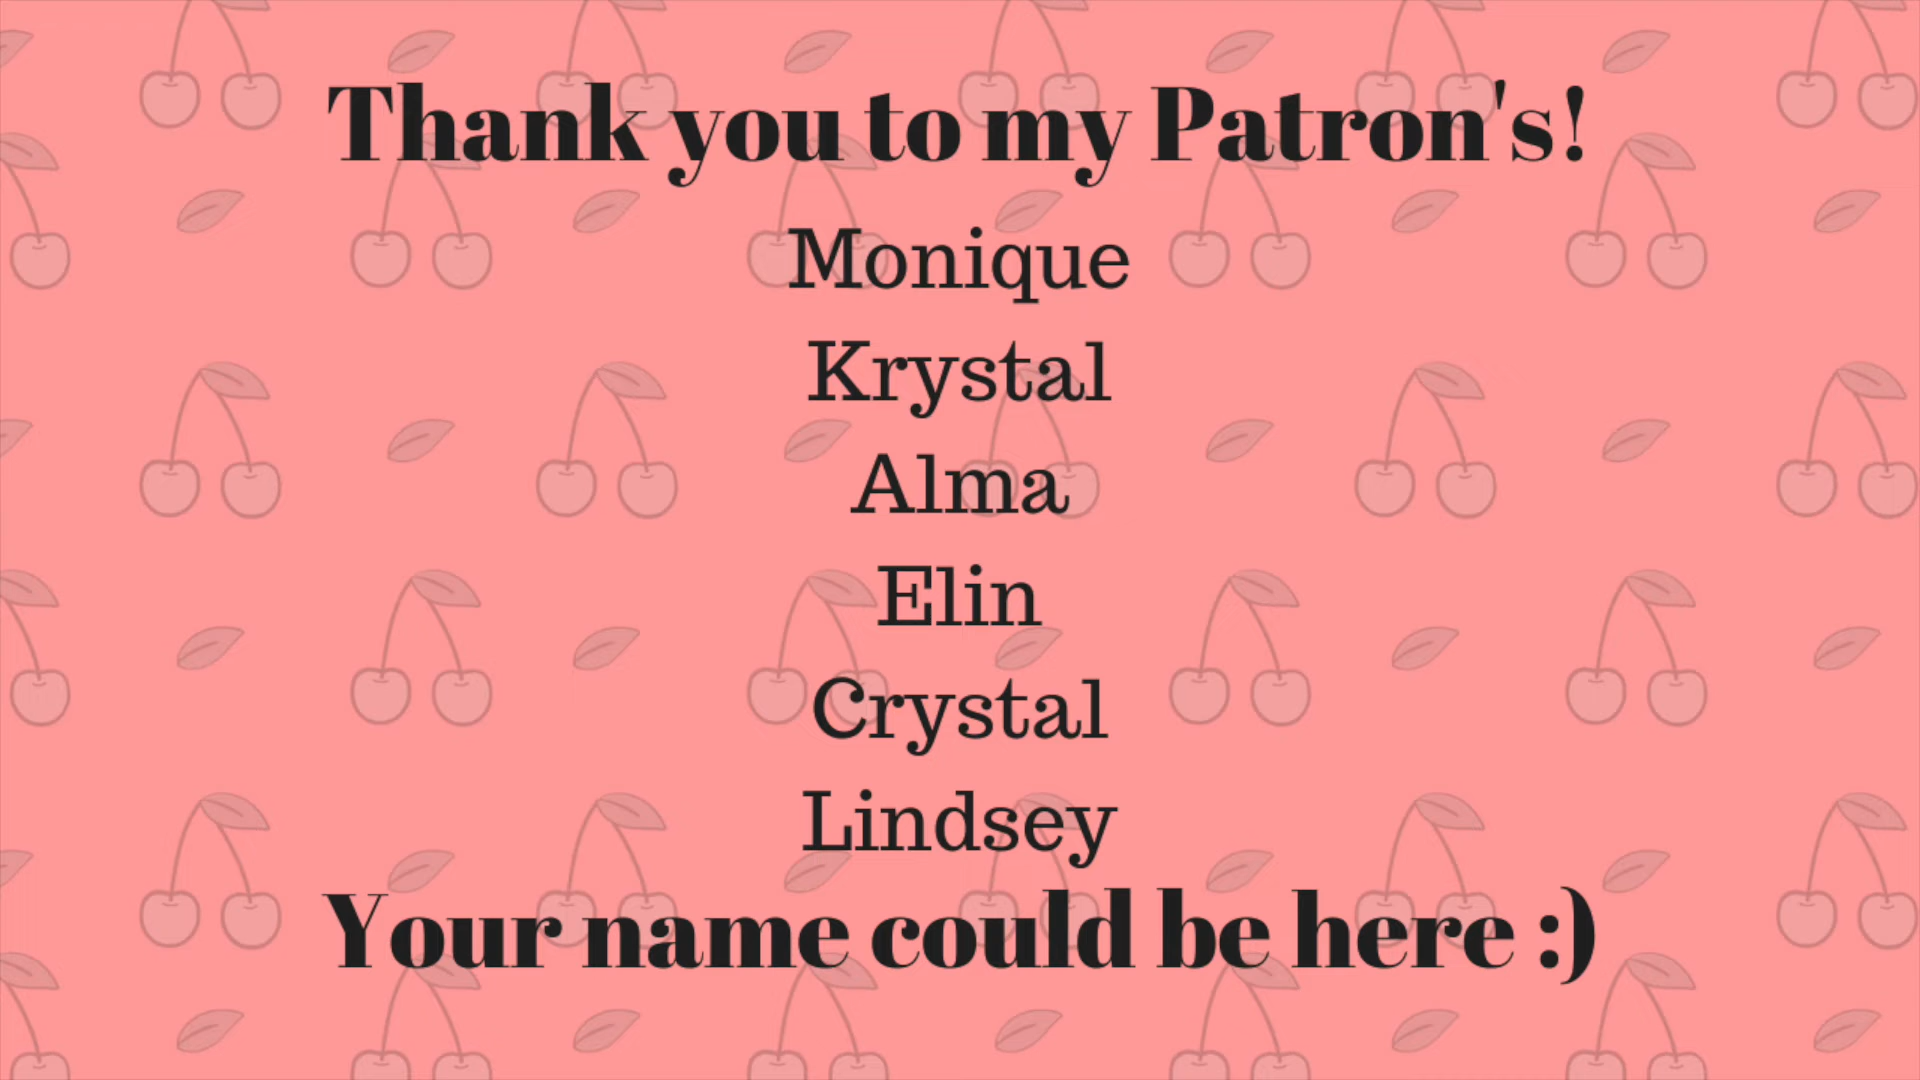 Thank you to my Patron's!
Monique
Krystal
Alma
Elin
Crystal
Lindsey
Your name could be here :)